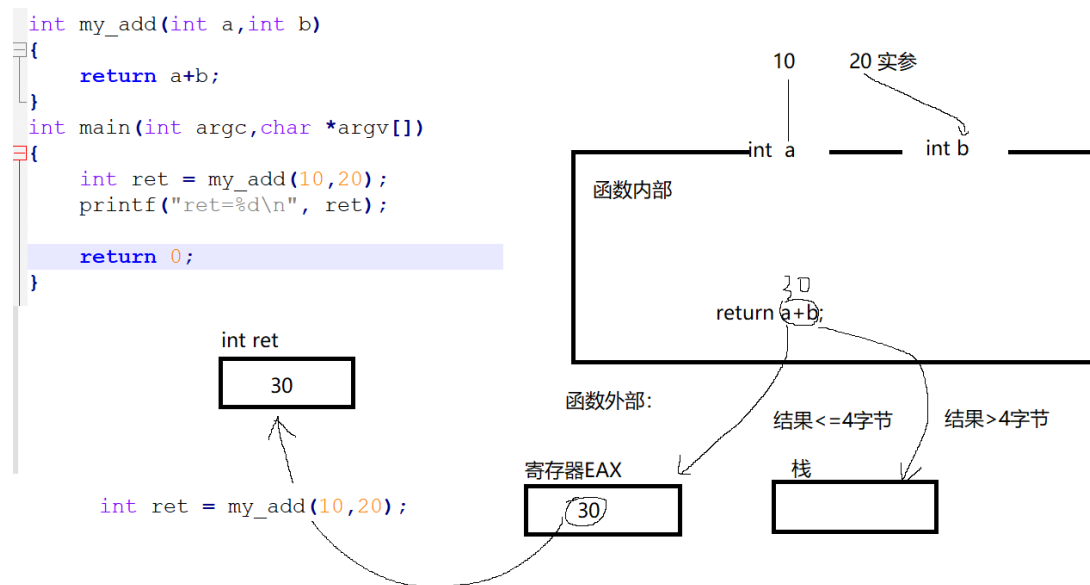 int my_add(int a,int b)
{
    return a+b;
}
int main(int argc,char *argv[])
{
    int ret = my_add(10,20);
    printf("ret=%d\n", ret);
    return 0;
}
10 20 实参
int a int b
函数内部
30
return a+b;
函数外部：
结果<=4字节 结果>4字节
寄存器EAX 栈
30
int ret
30
int ret = my_add(10,20);